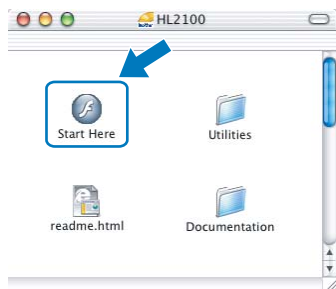 HL2100
Start Here
Utilities
readme.html
Documentation